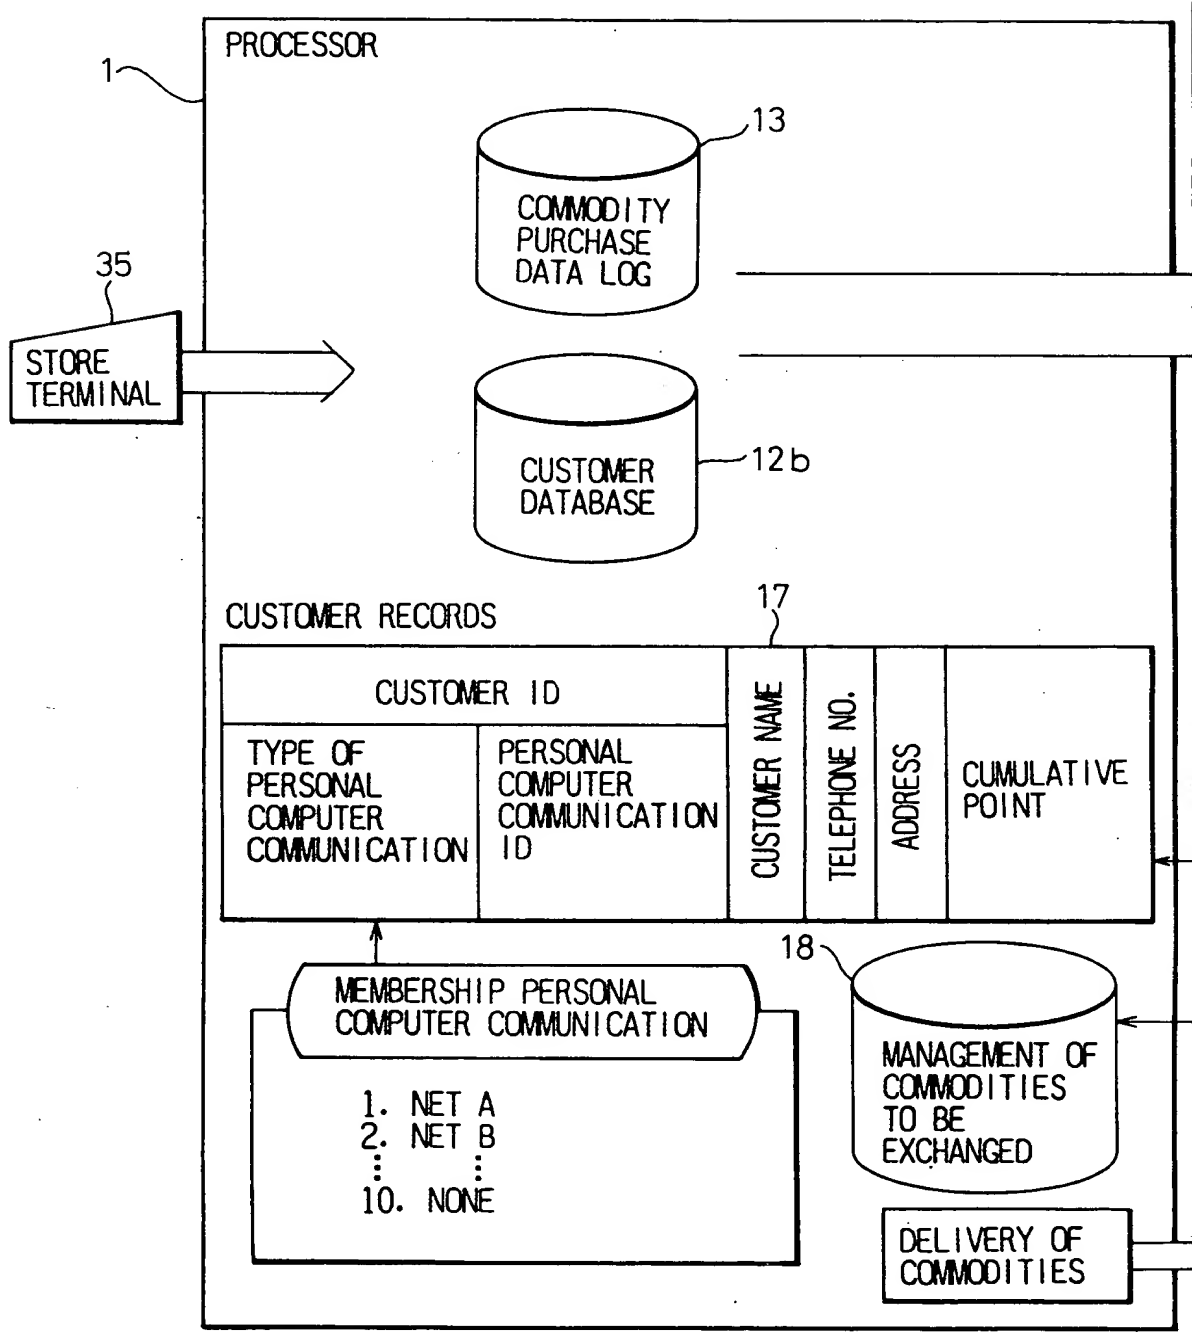 PROCESSOR
1
13
COMMODITY
PURCHASE
DATA LOG
35
STORE
TERMINAL
CUSTOMER
DATABASE
12b
CUSTOMER RECORDS
17
CUSTOMER ID
TYPE OF
PERSONAL
COMPUTER
COMMUNICATION
PERSONAL
COMPUTER
COMMUNICATION
ID
CUSTOMER NAME
TELEPHONE NO.
ADDRESS
CUMULATIVE
POINT
MEMBERSHIP PERSONAL
COMPUTER COMMUNICATION
1. NET A
2. NET B
⋮ ⋮
10. NONE
18
MANAGEMENT OF
COMMODITIES
TO BE
EXCHANGED
DELIVERY OF
COMMODITIES